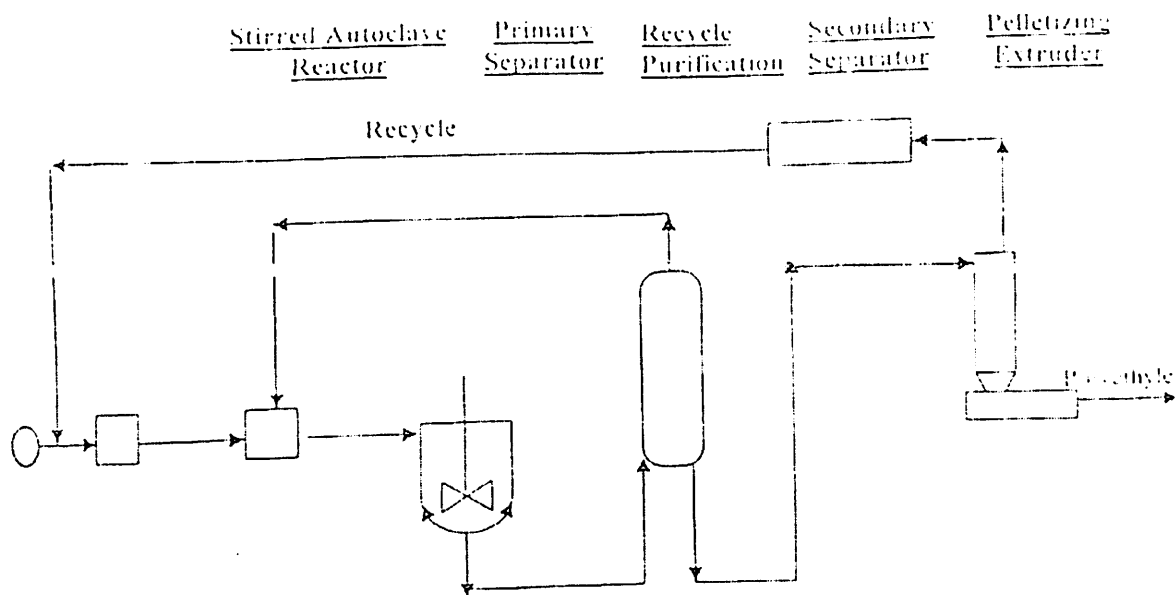 Stirred Autoclave
Reactor
Primary
Separator
Recycle
Purification
Secondary
Separator
Pelletizing
Extruder
Recycle